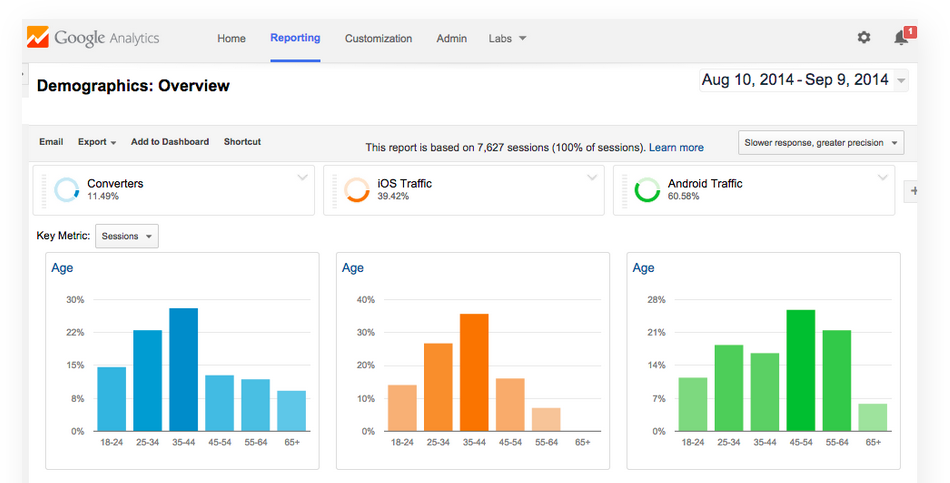 Google Analytics
Home Reporting Customization Admin Labs
1
Demographics: Overview
Aug 10, 2014 - Sep 9, 2014
Email Export Add to Dashboard Shortcut
This report is based on 7,627 sessions (100% of sessions). Learn more
Slower response, greater precision
Converters
11.49%
iOS Traffic
39.42%
Android Traffic
60.58%
+
Key Metric: Sessions
Age
30%
22%
15%
8%
0%
18-24 25-34 35-44 45-54 55-64 65+
Age
40%
30%
20%
10%
0%
18-24 25-34 35-44 45-54 55-64 65+
Age
28%
21%
14%
7%
0%
18-24 25-34 35-44 45-54 55-64 65+